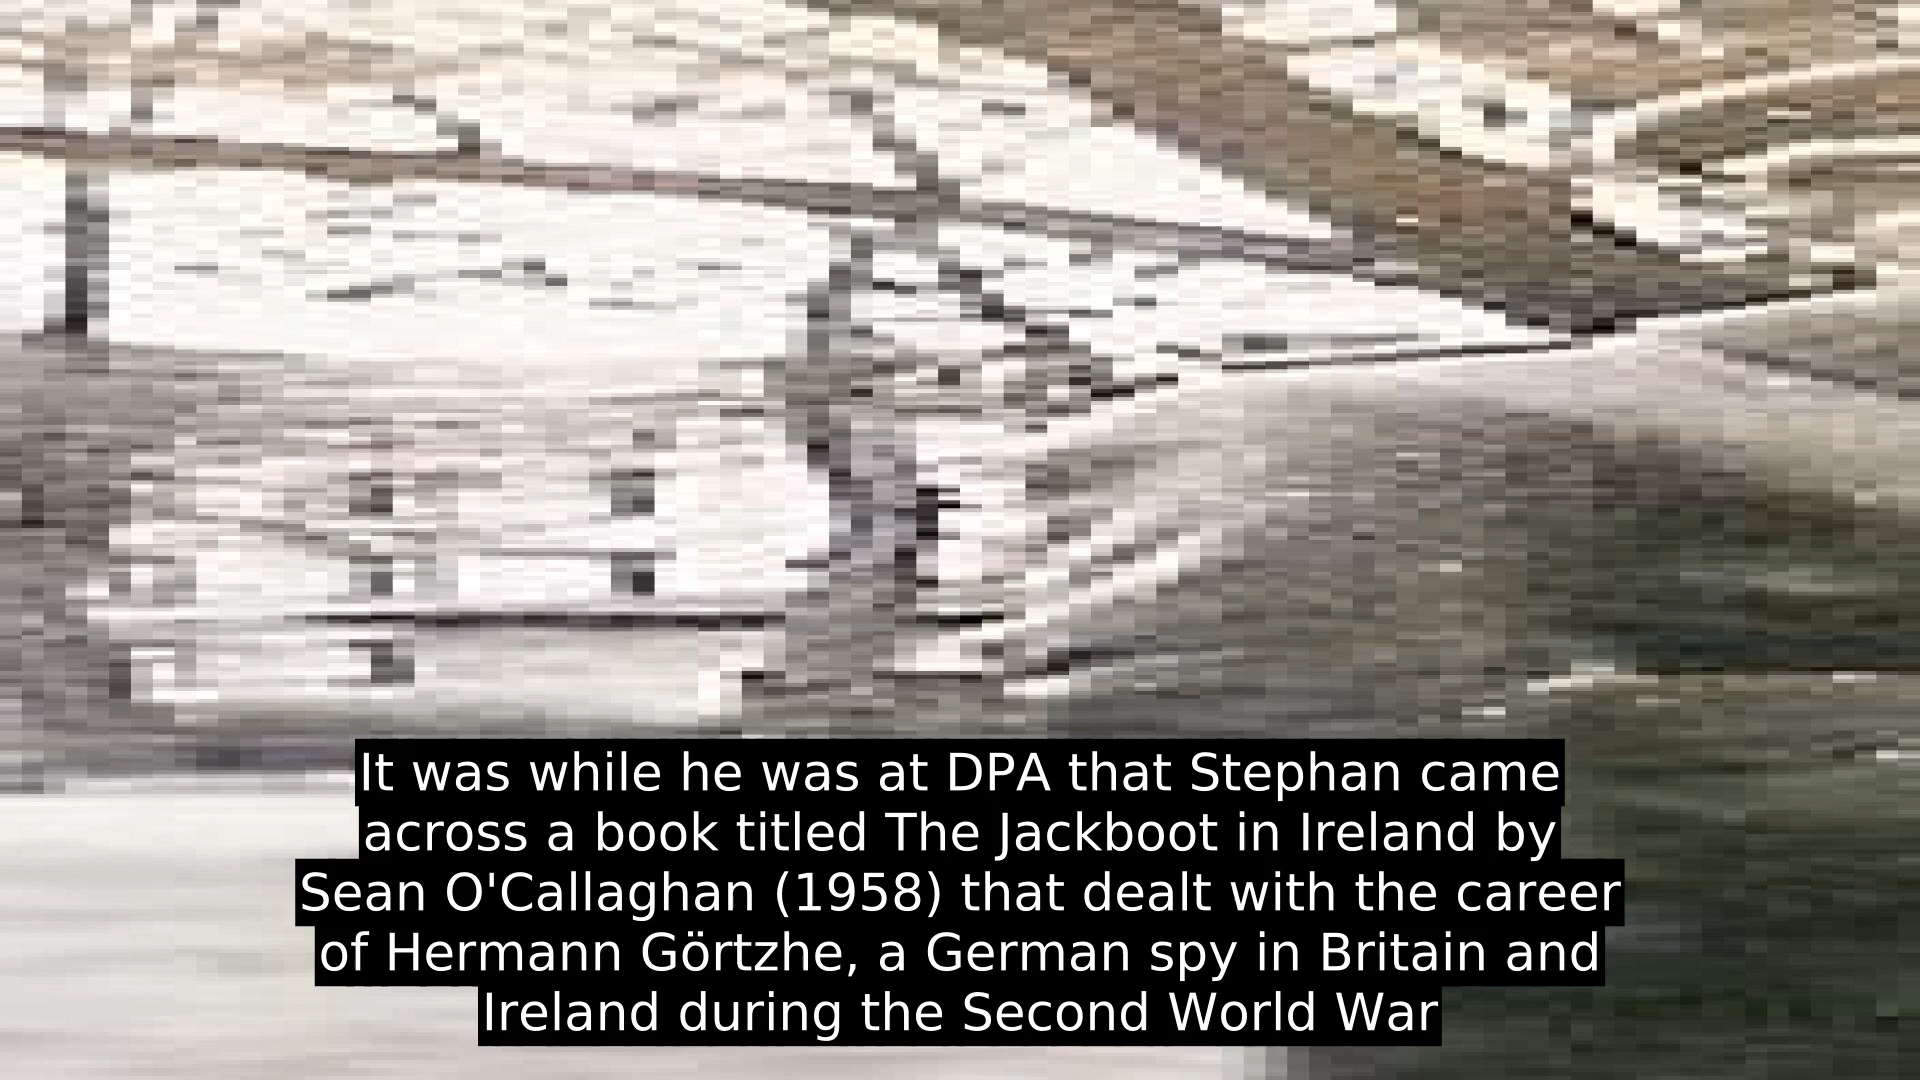 It was while he was at DPA that Stephan came
across a book titled The Jackboot in Ireland by
Sean O'Callaghan (1958) that dealt with the career
of Hermann Görtzhe, a German spy in Britain and
Ireland during the Second World War